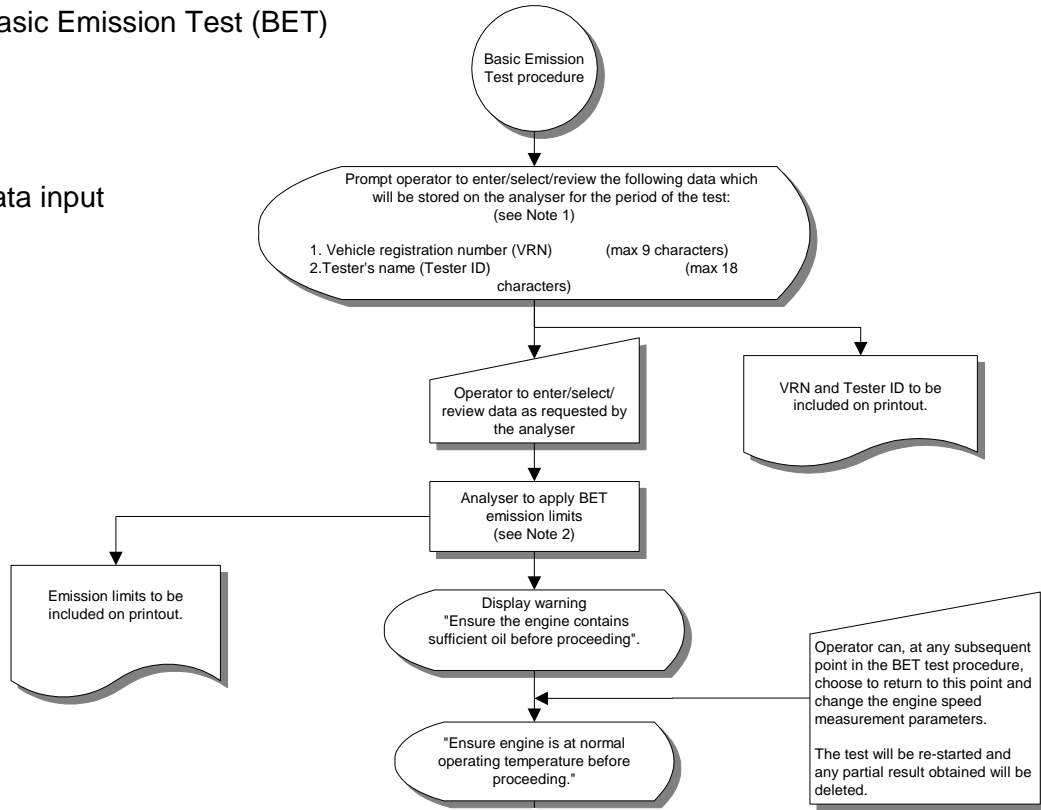 asic Emission Test (BET)
Basic Emission
Test procedure
ata input
Prompt operator to enter/select/review the following data which
will be stored on the analyser for the period of the test:
(see Note 1)
1. Vehicle registration number (VRN) (max 9 characters)
2.Tester's name (Tester ID) (max 18
characters)
Operator to enter/select/
review data as requested by
the analyser
VRN and Tester ID to be
included on printout.
Analyser to apply BET
emission limits
(see Note 2)
Emission limits to be
included on printout.
Display warning
"Ensure the engine contains
sufficient oil before proceeding".
Operator can, at any subsequent
point in the BET test procedure,
choose to return to this point and
change the engine speed
measurement parameters.
The test will be re-started and
any partial result obtained will be
deleted.
"Ensure engine is at normal
operating temperature before
proceeding."